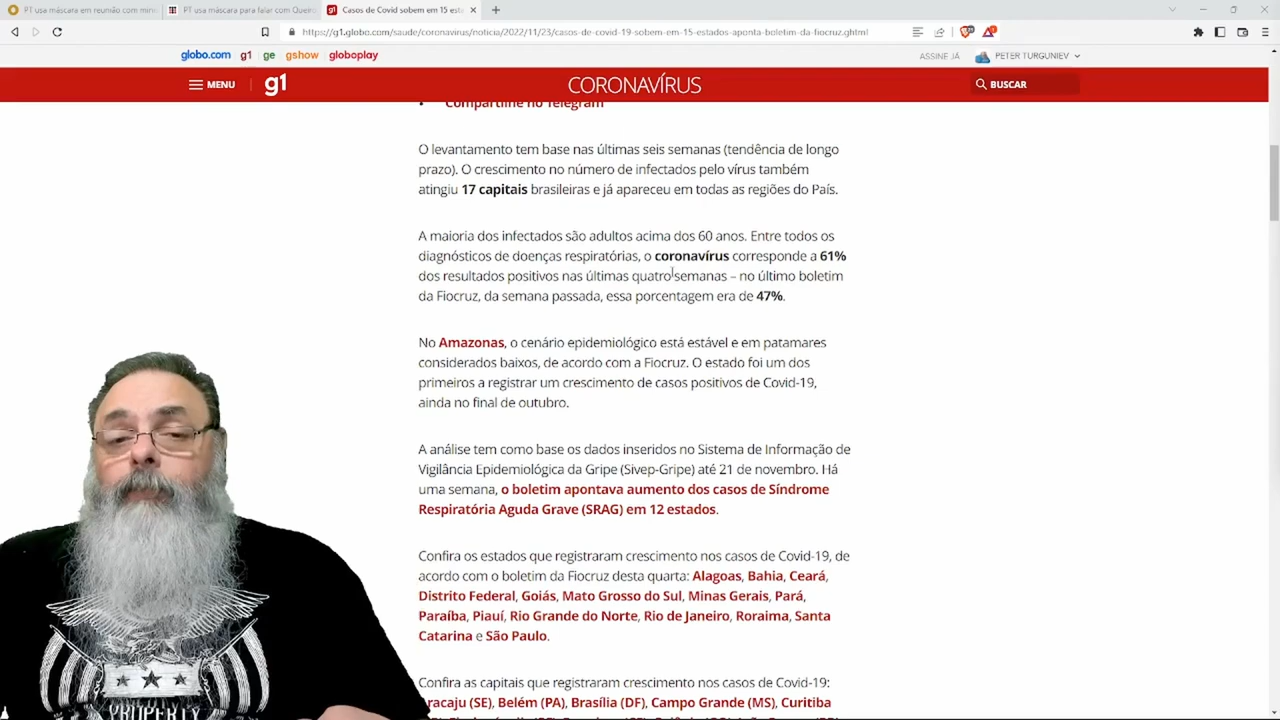 PT usa máscara em reunião com mini
PT usa máscara para falar com Queiro
Casos de Covid sobem em 15 esta
https://g1.globo.com/saude/coronavirus/noticia/2022/11/23/casos-de-covid-19-sobem-em-15-estados-aponta-boletim-da-fiocruz.ghtml
globo.com g1 ge gshow globoplay
ASSINE JÁ PETER TURGUNIEV
MENU g1 CORONAVÍRUS BUSCAR
Compartilhe no Telegram
O levantamento tem base nas últimas seis semanas (tendência de longo
prazo). O crescimento no número de infectados pelo vírus também
atingiu 17 capitais brasileiras e já apareceu em todas as regiões do País.
A maioria dos infectados são adultos acima dos 60 anos. Entre todos os
diagnósticos de doenças respiratórias, o coronavírus corresponde a 61%
dos resultados positivos nas últimas quatro semanas – no último boletim
da Fiocruz, da semana passada, essa porcentagem era de 47%.
No Amazonas, o cenário epidemiológico está estável e em patamares
considerados baixos, de acordo com a Fiocruz. O estado foi um dos
primeiros a registrar um crescimento de casos positivos de Covid-19,
ainda no final de outubro.
A análise tem como base os dados inseridos no Sistema de Informação de
Vigilância Epidemiológica da Gripe (Sivep-Gripe) até 21 de novembro. Há
uma semana, o boletim apontava aumento dos casos de Síndrome
Respiratória Aguda Grave (SRAG) em 12 estados.
Confira os estados que registraram crescimento nos casos de Covid-19, de
acordo com o boletim da Fiocruz desta quarta: Alagoas, Bahia, Ceará,
Distrito Federal, Goiás, Mato Grosso do Sul, Minas Gerais, Pará,
Paraíba, Piauí, Rio Grande do Norte, Rio de Janeiro, Roraima, Santa
Catarina e São Paulo.
Confira as capitais que registraram crescimento nos casos de Covid-19:
racaju (SE), Belém (PA), Brasília (DF), Campo Grande (MS), Curitiba
PROPERTY